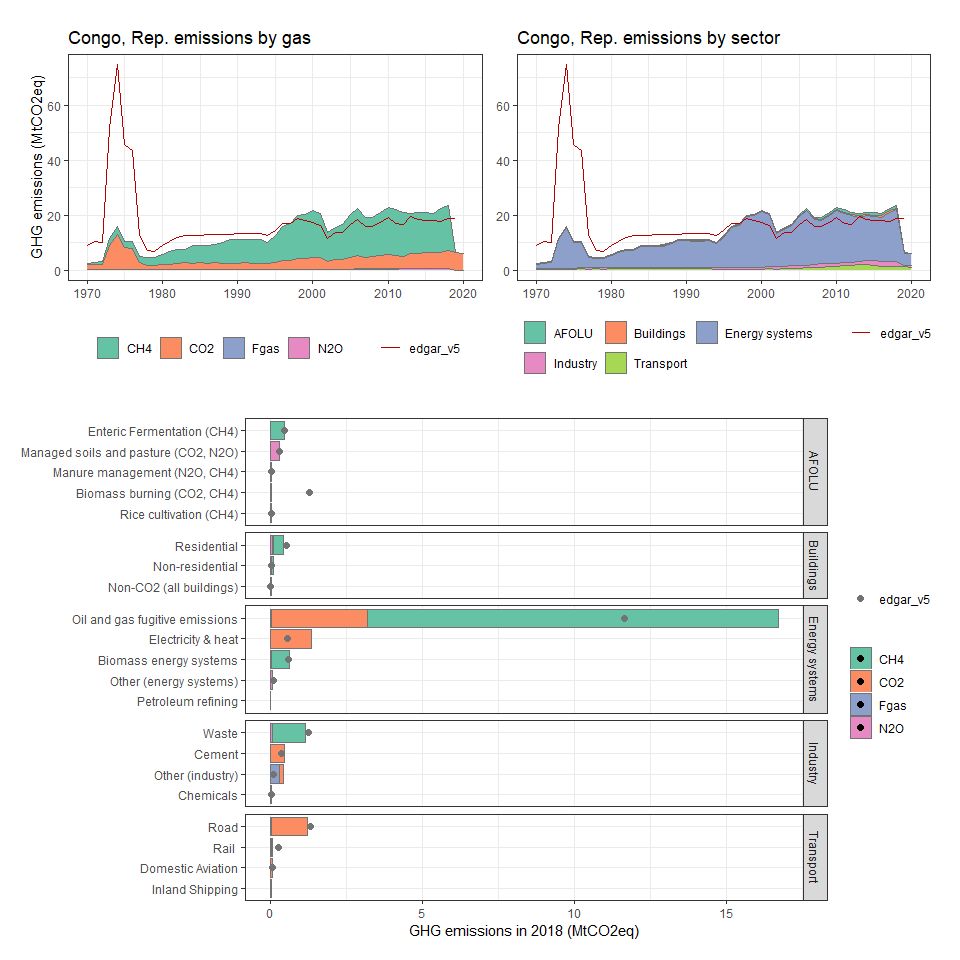 Congo, Rep. emissions by gas
GHG emissions (MtCO2eq)
60
40
20
0
1970 1980 1990 2000 2010 2020
CH4 CO2 Fgas N2O edgar_v5
Congo, Rep. emissions by sector
60
40
20
0
1970 1980 1990 2000 2010 2020
AFOLU Buildings Energy systems edgar_v5
Industry Transport
Enteric Fermentation (CH4)
Managed soils and pasture (CO2, N2O)
Manure management (N2O, CH4)
Biomass burning (CO2, CH4)
Rice cultivation (CH4)
AFOLU
Residential
Non-residential
Non-CO2 (all buildings)
Buildings
Oil and gas fugitive emissions
Electricity & heat
Biomass energy systems
Other (energy systems)
Petroleum refining
Energy systems
Waste
Cement
Other (industry)
Chemicals
Industry
Road
Rail
Domestic Aviation
Inland Shipping
Transport
0 5 10 15
GHG emissions in 2018 (MtCO2eq)
edgar_v5
CH4
CO2
Fgas
N2O